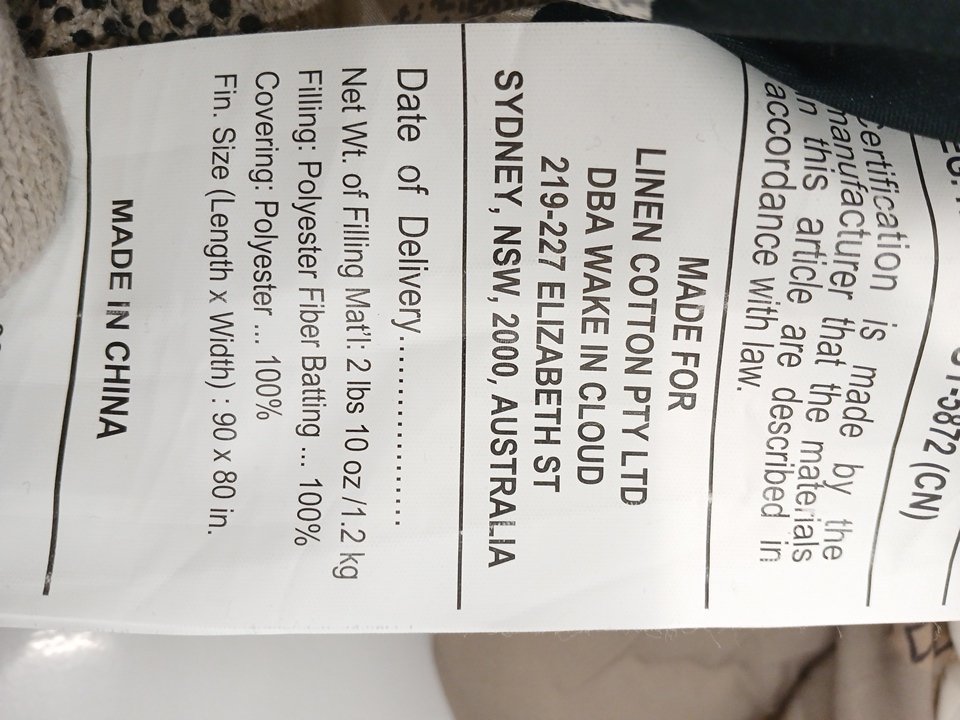 5872 (CN)
certification is made by the
manufacturer that the materials
in this article are described in
accordance with law.
MADE FOR
LINEN COTTON PTY LTD
DBA WAKE IN CLOUD
219-227 ELIZABETH ST
SYDNEY, NSW, 2000, AUSTRALIA
Date of Delivery....................
Net Wt. of Filling Mat'l: 2 lbs 10 oz /1.2 kg
Filling: Polyester Fiber Batting ... 100%
Covering: Polyester ... 100%
Fin. Size (Length x Width) : 90 x 80 in.
MADE IN CHINA